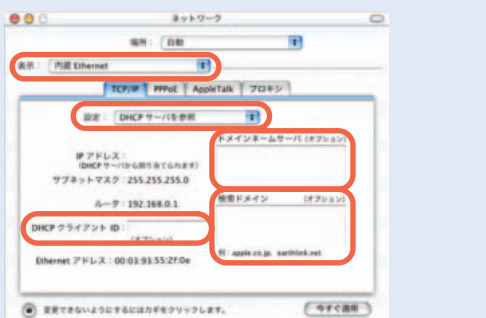 ネットワーク
場所： 自動
表示： 内蔵 Ethernet
TCP/IP PPPoE AppleTalk プロキシ
設定： DHCP サーバを参照
ドメインネームサーバ (オプション)
IP アドレス：
(DHCP サーバから割り当てられます)
サブネットマスク：255.255.255.0
ルータ：192.168.0.1
検索ドメイン (オプション)
DHCP クライアント ID：
(オプション)
例：apple.co.jp, earthlink.net
Ethernet アドレス：00:03:93:55:2f:0e
変更できないようにするにはカギをクリックします。
今すぐ適用